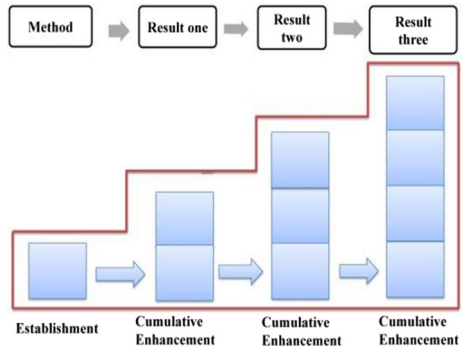 Method
Result one
Result
two
Result
three
Establishment
Cumulative
Enhancement
Cumulative
Enhancement
Cumulative
Enhancement